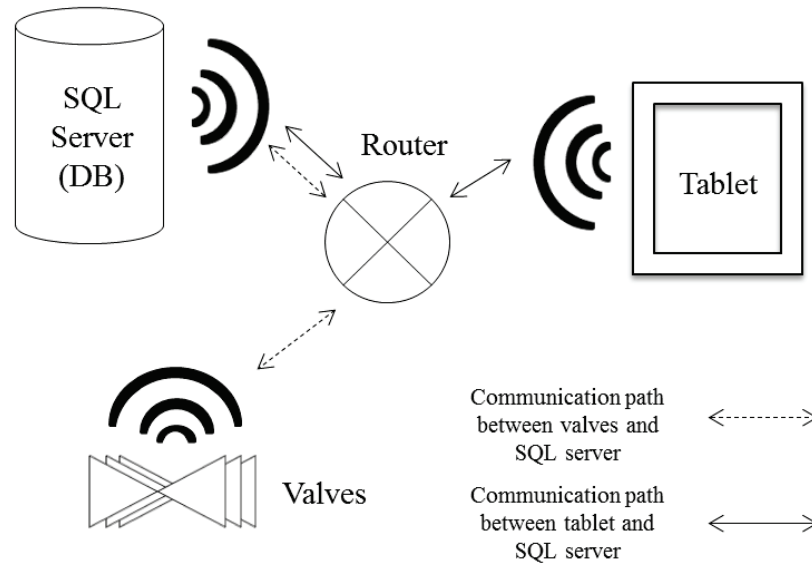 SQL
Server
(DB)
Router
Tablet
Valves
Communication path
between valves and
SQL server
Communication path
between tablet and
SQL server